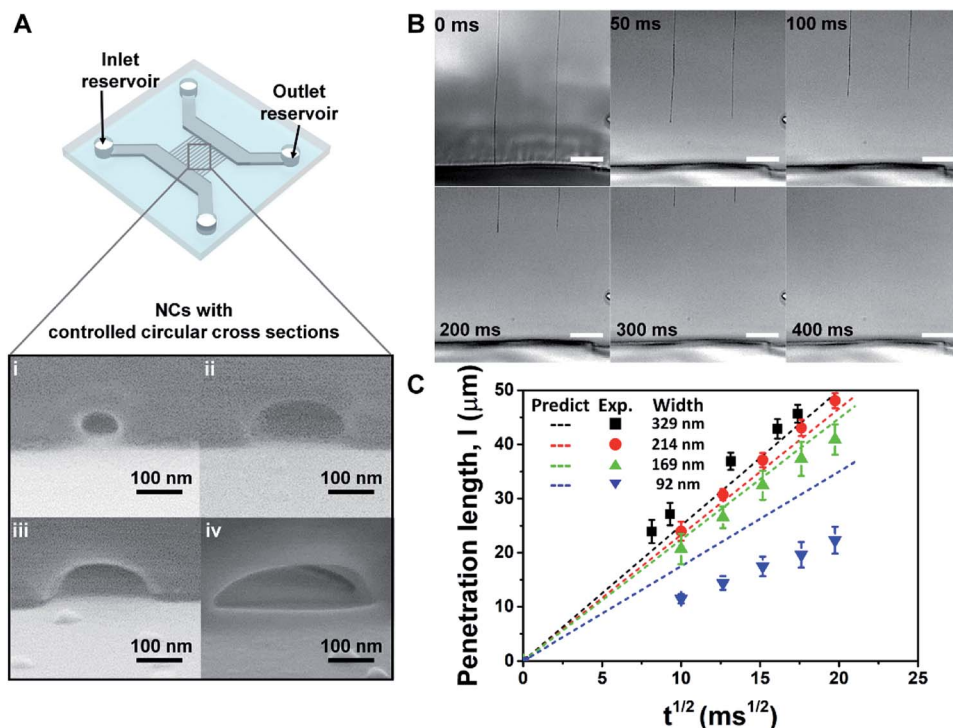 A
Inlet
reservoir
Outlet
reservoir
NCs with
controlled circular cross sections
i
100 nm
ii
100 nm
iii
100 nm
iv
100 nm
B
0 ms
50 ms
100 ms
200 ms
300 ms
400 ms
C
Penetration length, l (μm)
50
40
30
20
10
0
Predict Exp. Width
329 nm
214 nm
169 nm
92 nm
0 5 10 15 20 25
t^1/2 (ms^1/2)